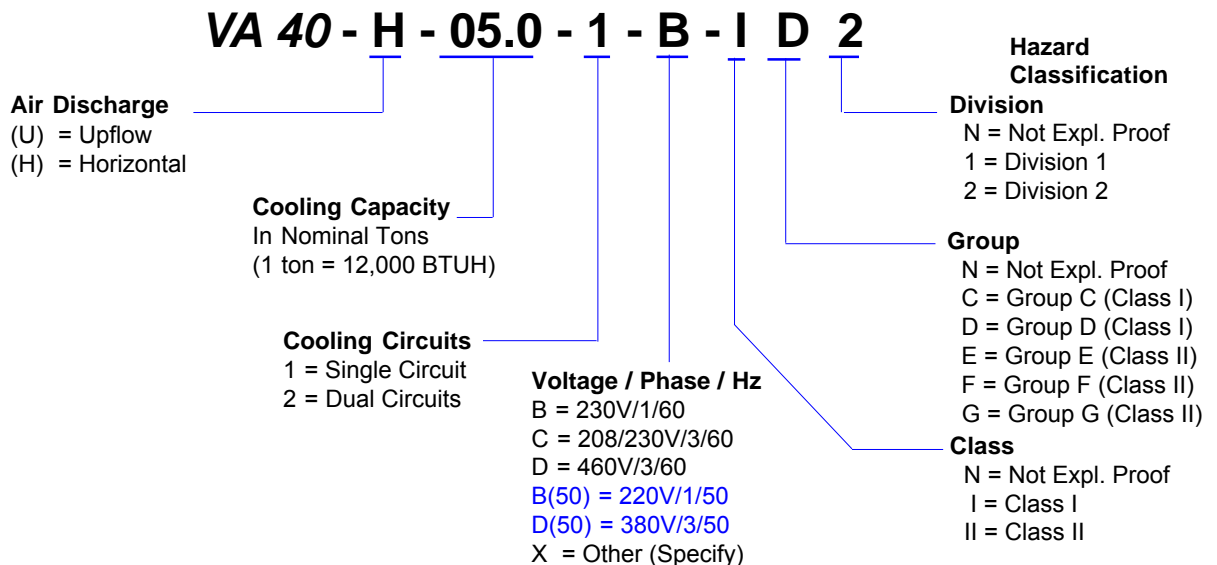 VA 40 - H - 05.0 - 1 - B - I D 2
Hazard
Classification
Air Discharge
(U) = Upflow
(H) = Horizontal
Cooling Capacity
In Nominal Tons
(1 ton = 12,000 BTUH)
Cooling Circuits
1 = Single Circuit
2 = Dual Circuits
Voltage / Phase / Hz
B = 230V/1/60
C = 208/230V/3/60
D = 460V/3/60
B(50) = 220V/1/50
D(50) = 380V/3/50
X = Other (Specify)
Division
N = Not Expl. Proof
1 = Division 1
2 = Division 2
Group
N = Not Expl. Proof
C = Group C (Class I)
D = Group D (Class I)
E = Group E (Class II)
F = Group F (Class II)
G = Group G (Class II)
Class
N = Not Expl. Proof
I = Class I
II = Class II